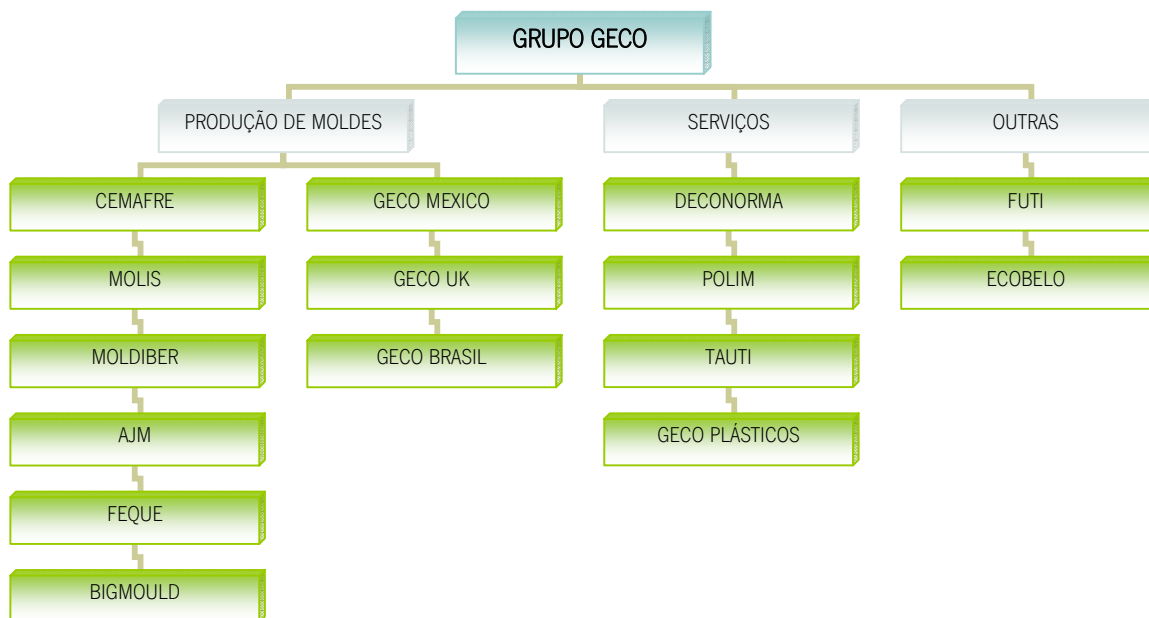 GRUPO GECO
PRODUÇÃO DE MOLDES
SERVIÇOS
OUTRAS
CEMAFRE
GECO MEXICO
DECONORMA
FUTI
MOLIS
GECO UK
POLIM
ECOBELO
MOLDIBER
GECO BRASIL
TAUTI
AJM
GECO PLÁSTICOS
FEQUE
BIGMOULD